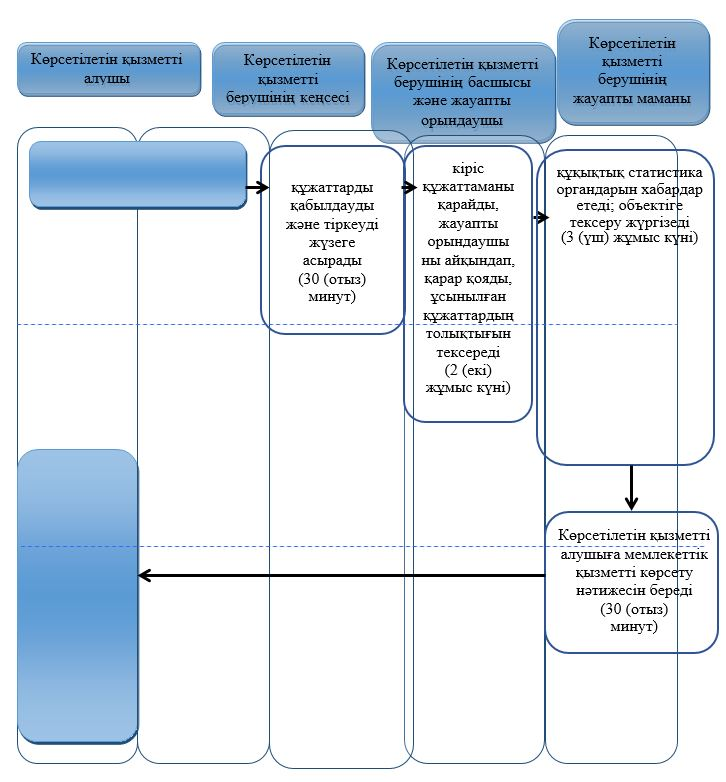 Көрсетілетін қызметті
алушы
Көрсетілетін
қызметті
берушінің кеңсесі
Көрсетілетін қызметті
берушінің басшысы
және жауапты
орындаушы
Көрсетілетін
қызметті
берушінің
жауапты маманы
құжаттарды
қабылдауды
және тіркеуді
жүзеге
асырады
(30 (отыз)
минут)
кіріс
құжаттаманы
қарайды,
жауапты
орындаушы
ны айқындап,
қарар қояды,
ұсынылған
құжаттардың
толықтығын
тексереді
(2 (екі)
жұмыс күні)
құқықтық статистика
органдарын хабардар
етеді; объектіге
тексеру жүргізеді
(3 (үш) жұмыс күні)
Көрсетілетін қызметті
алушыға мемлекеттік
қызметті көрсету
нәтижесін береді
(30 (отыз)
минут)